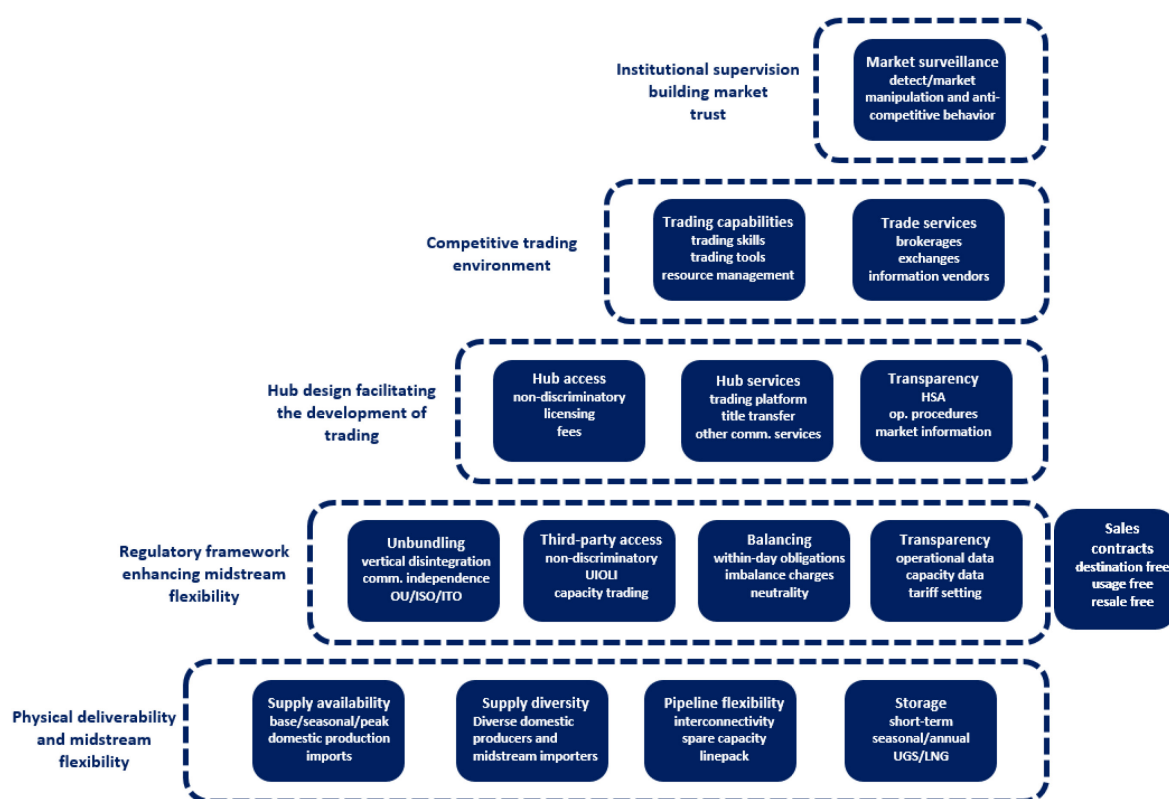 Institutional supervision
building market
trust
Market surveillance
detect/market
manipulation and anti-
competitive behavior
Competitive trading
environment
Trading capabilities
trading skills
trading tools
resource management
Trade services
brokerages
exchanges
information vendors
Hub design facilitating
the development of
trading
Hub access
non-discriminatory
licensing
fees
Hub services
trading platform
title transfer
other comm. services
Transparency
HSA
op. procedures
market information
Regulatory framework
enhancing midstream
flexibility
Unbundling
vertical disintegration
comm. independence
OU/ISO/ITO
Third-party access
non-discriminatory
UIOLI
capacity trading
Balancing
within-day obligations
imbalance charges
neutrality
Transparency
operational data
capacity data
tariff setting
Sales
contracts
destination free
usage free
resale free
Physical deliverability
and midstream
flexibility
Supply availability
base/seasonal/peak
domestic production
imports
Supply diversity
Diverse domestic
producers and
midstream importers
Pipeline flexibility
interconnectivity
spare capacity
linepack
Storage
short-term
seasonal/annual
UGS/LNG